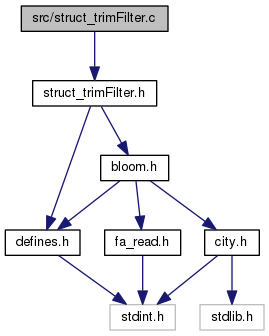 src/struct_trimFilter.c
struct_trimFilter.h
bloom.h
defines.h
fa_read.h
city.h
stdint.h
stdlib.h